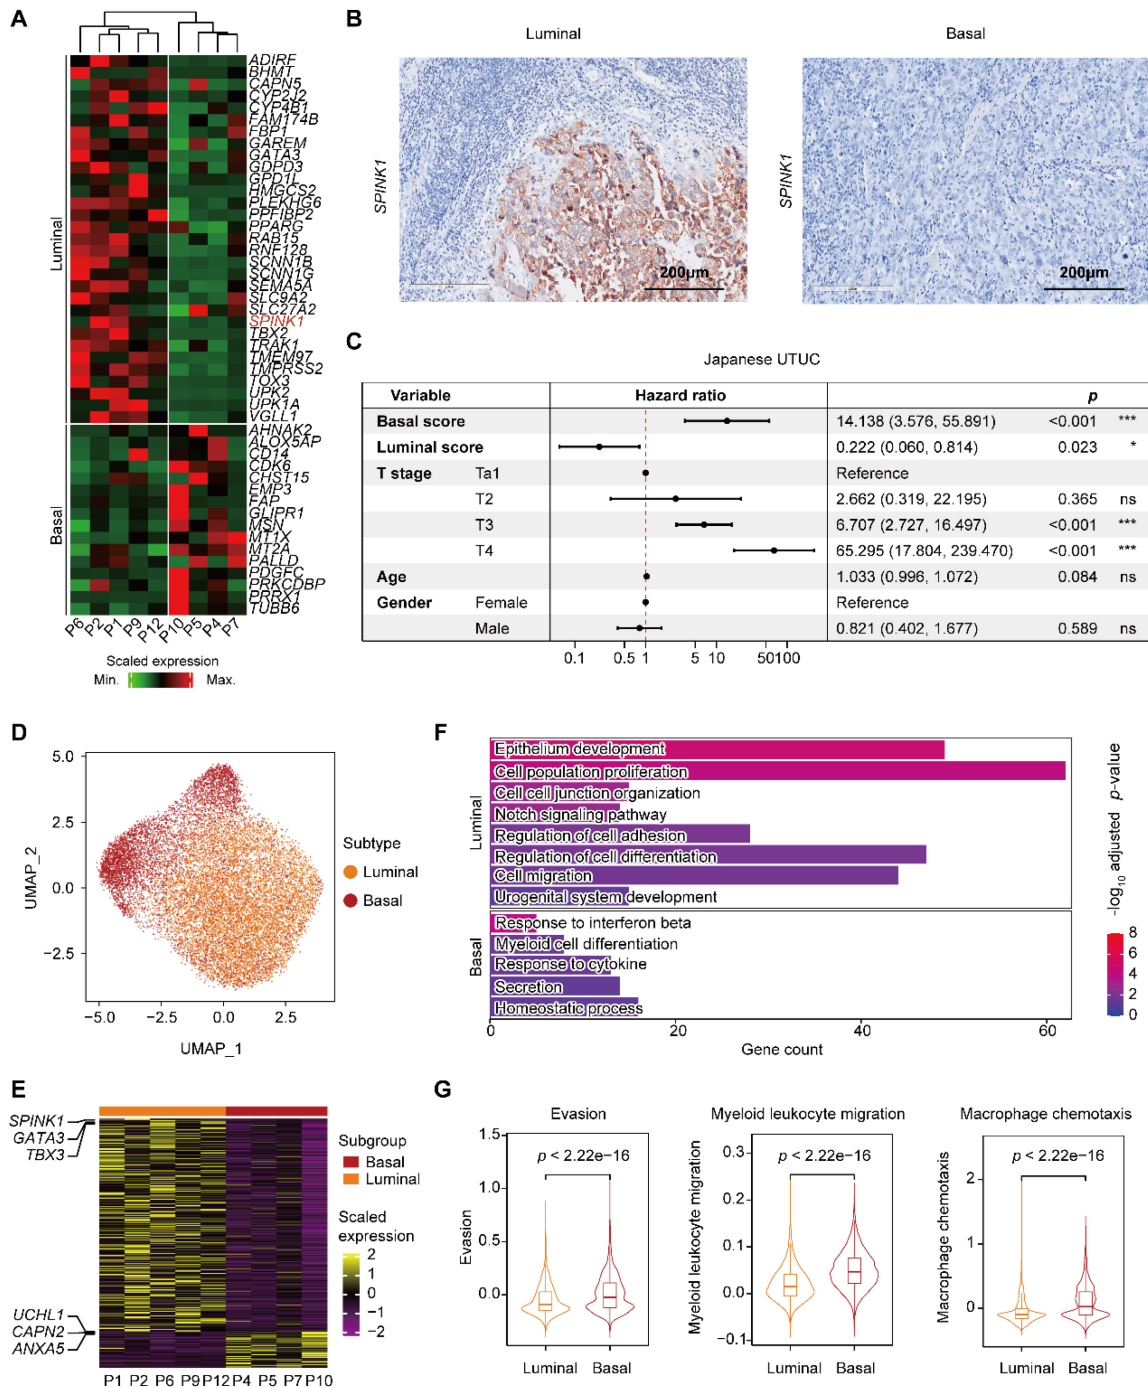 A
Luminal
Basal
ADIRF
BHMT
CAPN5
CYP2J2
CYP4B1
FAM174B
FBP1
GAREM
GATA3
GDPD3
GPD1L
HMGCS2
PLEKHG6
PPFIBP2
PPARG
RAB15
RNF128
SCNN1B
SCNN1G
SEMA5A
SLC9A2
SLC27A2
SPINK1
TBX2
TRAK1
TMEM97
TMPRSS2
TOX3
UPK2
UPK1A
VGLL1
AHNAK2
ALOX5AP
CD14
CDK6
CHST15
EMP3
FAP
GLIPR1
MSN
MT1X
MT2A
PALLD
PDGFC
PRKCDBP
PRRX1
TUBB6
P6 P2 P1 P9 P12 P10 P5 P4 P7
Scaled expression
Min. Max.
B
Luminal Basal
SPINK1 SPINK1
200μm 200μm
C
Japanese UTUC
Variable Hazard ratio p
Basal score 14.138 (3.576, 55.891) <0.001 ***
Luminal score 0.222 (0.060, 0.814) 0.023 *
T stage Ta1 Reference
T2 2.662 (0.319, 22.195) 0.365 ns
T3 6.707 (2.727, 16.497) <0.001 ***
T4 65.295 (17.804, 239.470) <0.001 ***
Age 1.033 (0.996, 1.072) 0.084 ns
Gender Female Reference
Male 0.821 (0.402, 1.677) 0.589 ns
0.1 0.5 1 5 10 50 100
D
UMAP_2
5.0
2.5
0.0
−2.5
−5.0 −2.5 0.0 2.5
UMAP_1
Subtype
Luminal
Basal
F
Luminal
Epithelium development
Cell population proliferation
Cell cell junction organization
Notch signaling pathway
Regulation of cell adhesion
Regulation of cell differentiation
Cell migration
Urogenital system development
Basal
Response to interferon beta
Myeloid cell differentiation
Response to cytokine
Secretion
Homeostatic process
0 20 40 60
Gene count
-log10 adjusted p-value
8
6
4
2
0
E
SPINK1
GATA3
TBX3
UCHL1
CAPN2
ANXA5
P1 P2 P6 P9 P12 P4 P5 P7 P10
Subgroup
Basal
Luminal
Scaled
expression
2
1
0
−1
−2
G
Evasion
p < 2.22e−16
Evasion
1.5
1.0
0.5
0.0
Luminal Basal
Myeloid leukocyte migration
p < 2.22e−16
Myeloid leukocyte migration
0.3
0.2
0.1
0.0
−0.1
Luminal Basal
Macrophage chemotaxis
p < 2.22e−16
Macrophage chemotaxis
2
1
0
Luminal Basal